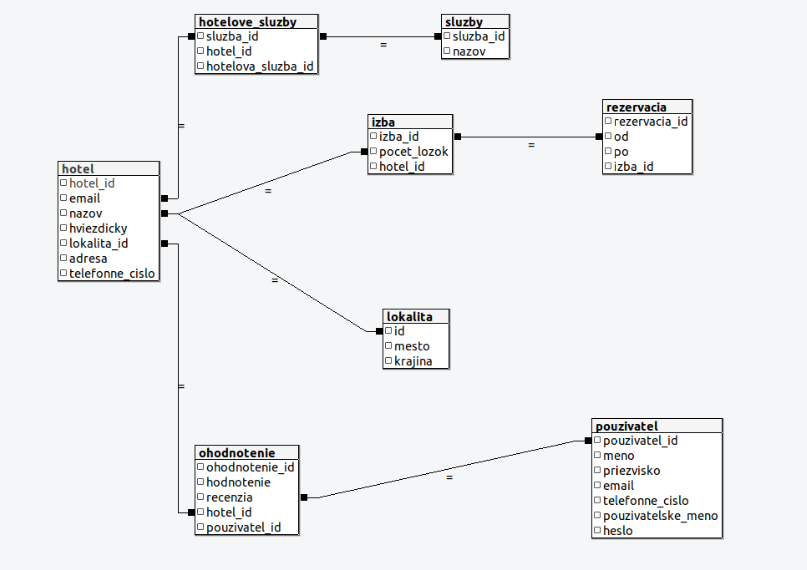 hotelove_sluzby
sluzba_id
hotel_id
hotelova_sluzba_id
=
sluzby
sluzba_id
nazov
=
izba
izba_id
pocet_lozok
hotel_id
=
rezervacia
rezervacia_id
od
po
izba_id
hotel
hotel_id
email
nazov
hviezdicky
lokalita_id
adresa
telefonne_cislo
=
=
lokalita
id
mesto
krajina
=
ohodnotenie
ohodnotenie_id
hodnotenie
recenzia
hotel_id
pouzivatel_id
=
pouzivatel
pouzivatel_id
meno
priezvisko
email
telefonne_cislo
pouzivatelske_meno
heslo